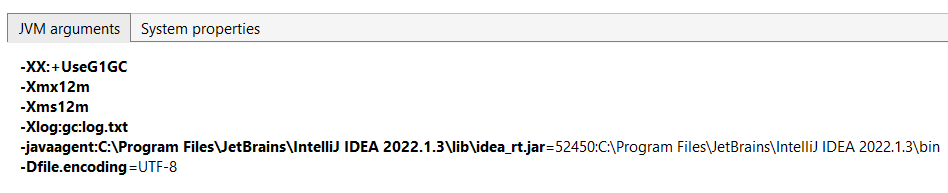 JVM arguments System properties
-XX:+UseG1GC
-Xmx12m
-Xms12m
-Xlog:gc:log.txt
-javaagent:C:\Program Files\JetBrains\IntelliJ IDEA 2022.1.3\lib\idea_rt.jar=52450:C:\Program Files\JetBrains\IntelliJ IDEA 2022.1.3\bin
-Dfile.encoding=UTF-8